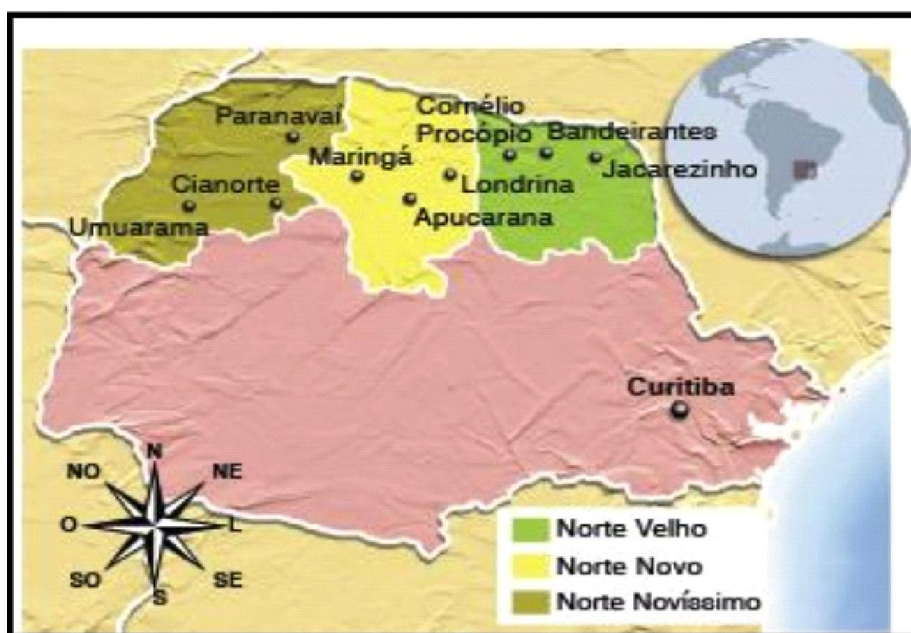 Paranavaí
Cornélio
Procópio
Bandeirantes
Maringá
Jacarezinho
Cianorte
Londrina
Umuarama
Apucarana
Curitiba
N
NO
NE
O
L
SO
SE
S
Norte Velho
Norte Novo
Norte Novíssimo